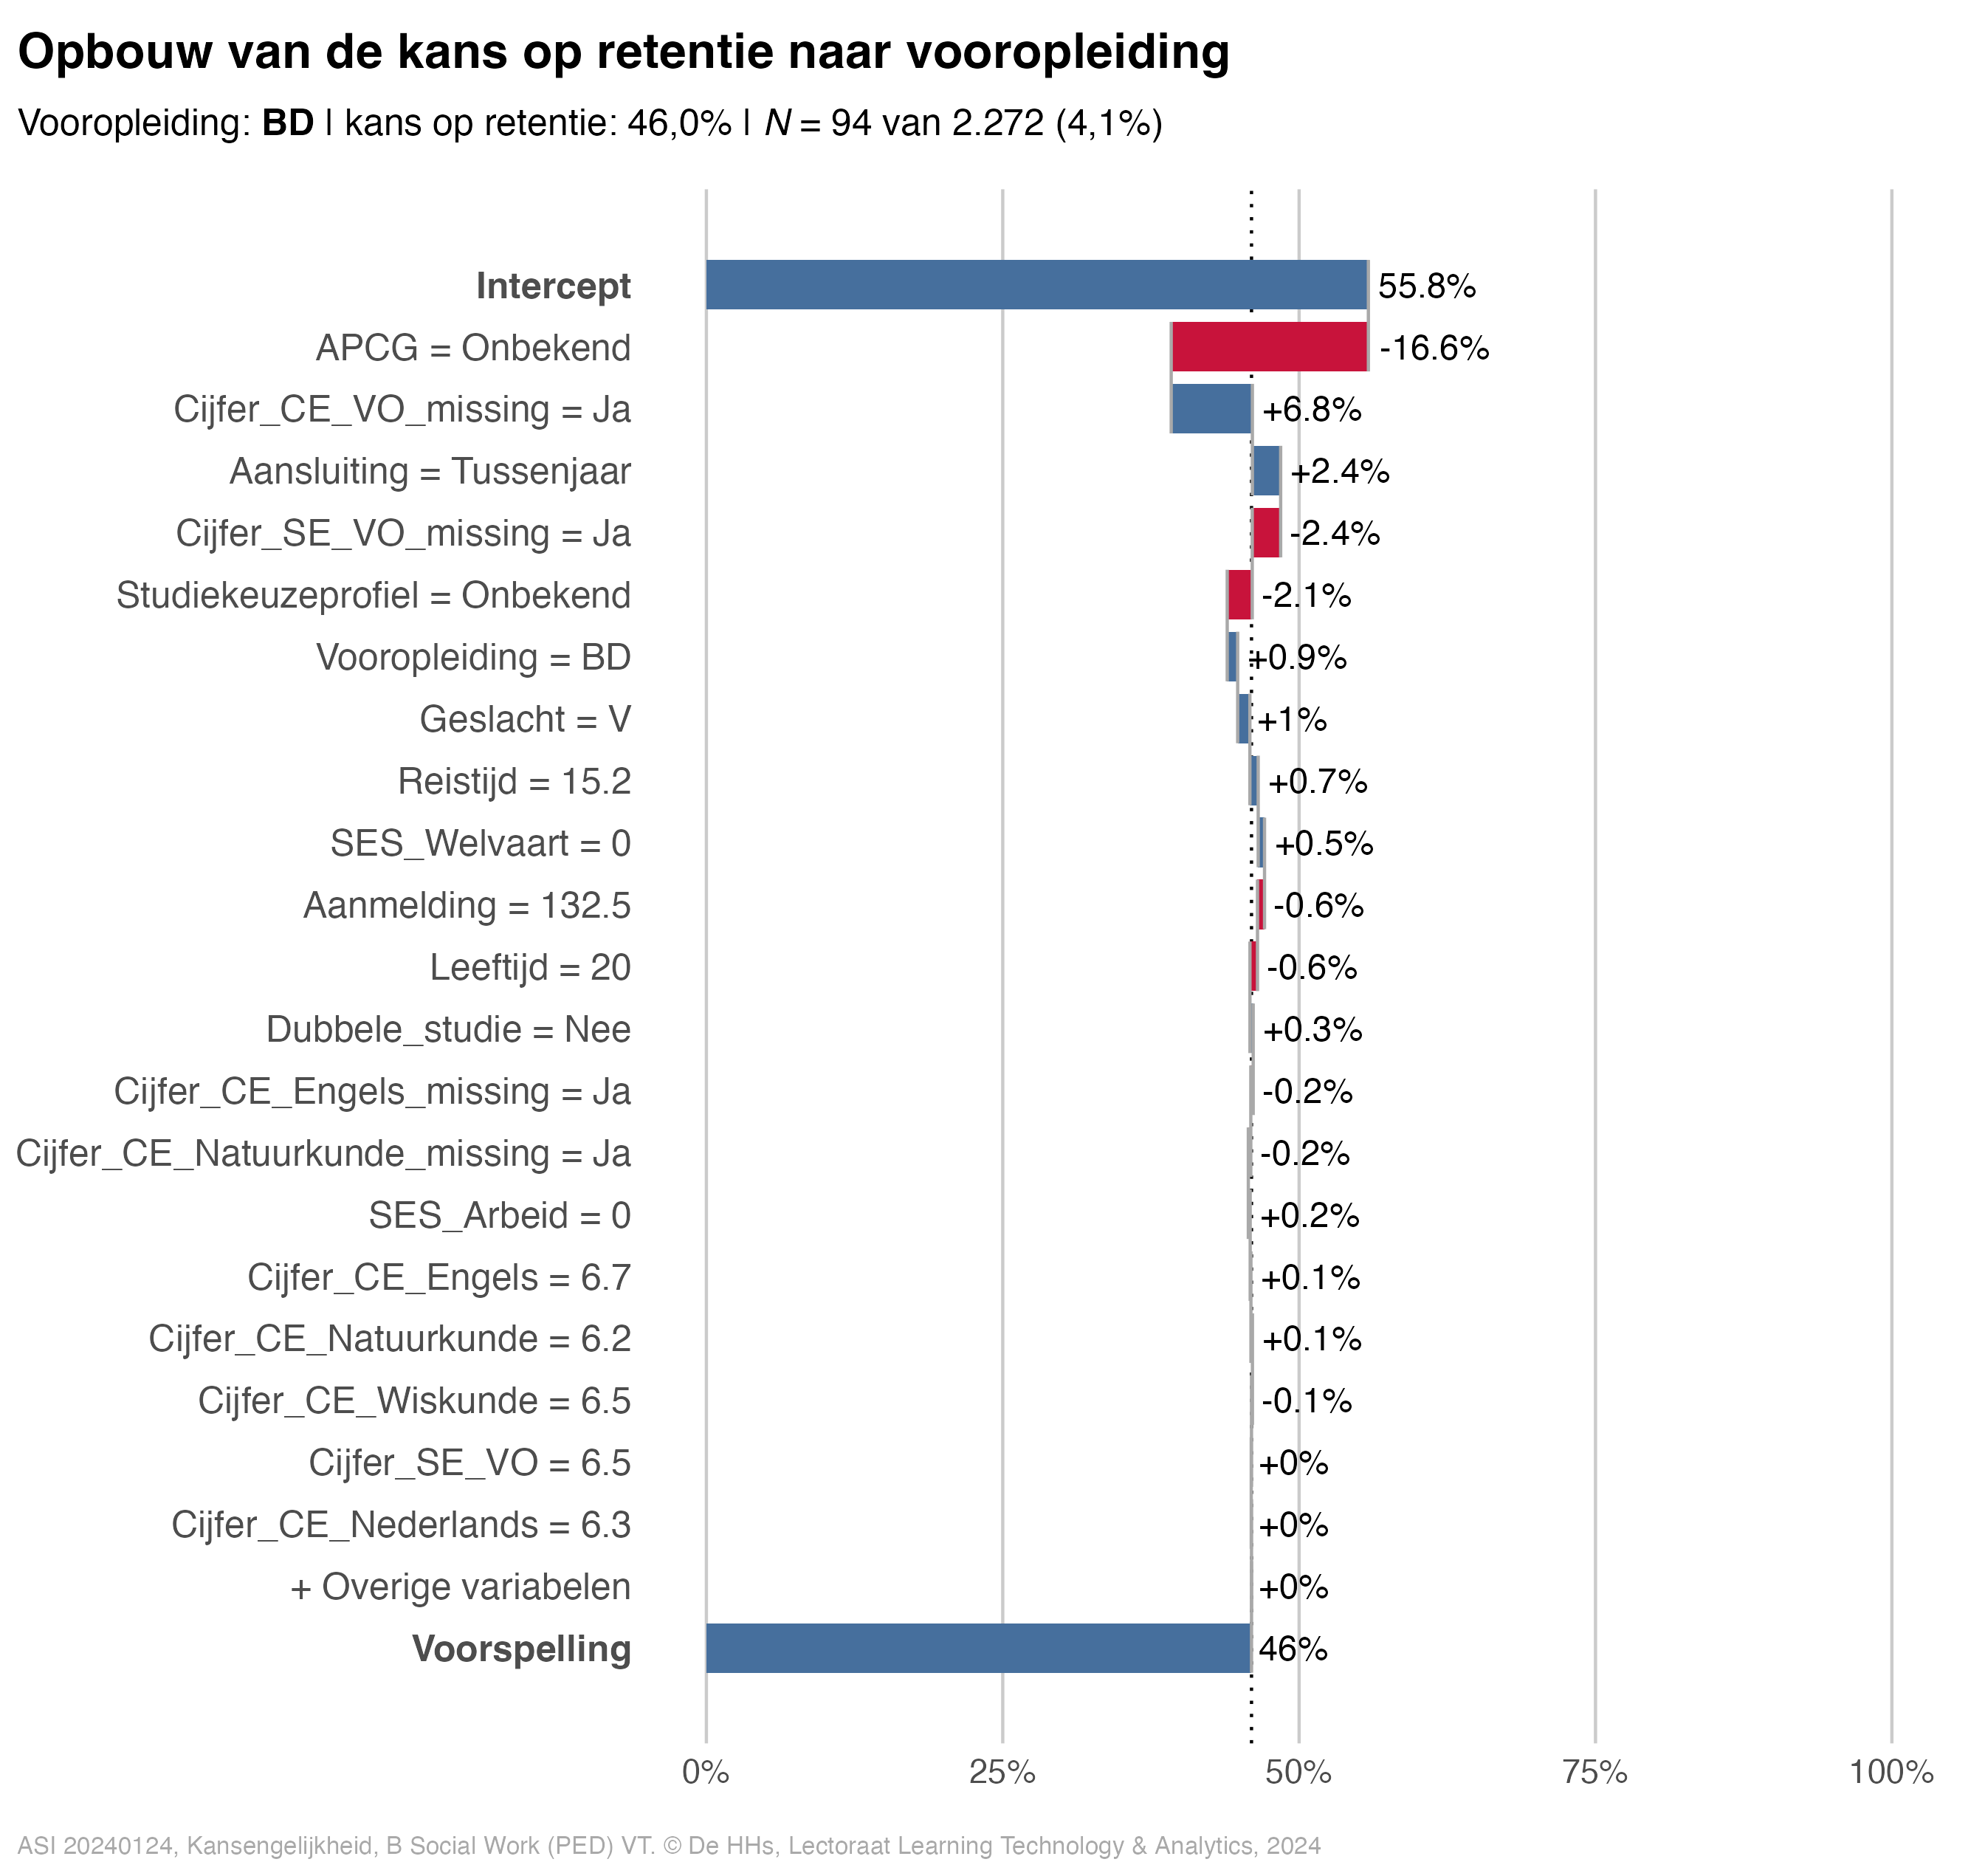 Opbouw van de kans op retentie naar vooropleiding
Vooropleiding: BD | kans op retentie: 46,0% | N = 94 van 2.272 (4,1%)
Intercept 55.8%
APCG = Onbekend -16.6%
Cijfer_CE_VO_missing = Ja +6.8%
Aansluiting = Tussenjaar +2.4%
Cijfer_SE_VO_missing = Ja -2.4%
Studiekeuzeprofiel = Onbekend -2.1%
Vooropleiding = BD +0.9%
Geslacht = V +1%
Reistijd = 15.2 +0.7%
SES_Welvaart = 0 +0.5%
Aanmelding = 132.5 -0.6%
Leeftijd = 20 -0.6%
Dubbele_studie = Nee +0.3%
Cijfer_CE_Engels_missing = Ja -0.2%
Cijfer_CE_Natuurkunde_missing = Ja -0.2%
SES_Arbeid = 0 +0.2%
Cijfer_CE_Engels = 6.7 +0.1%
Cijfer_CE_Natuurkunde = 6.2 +0.1%
Cijfer_CE_Wiskunde = 6.5 -0.1%
Cijfer_SE_VO = 6.5 +0%
Cijfer_CE_Nederlands = 6.3 +0%
+ Overige variabelen +0%
Voorspelling 46%
0% 25% 50% 75% 100%
ASI 20240124, Kansengelijkheid, B Social Work (PED) VT. © De HHs, Lectoraat Learning Technology & Analytics, 2024